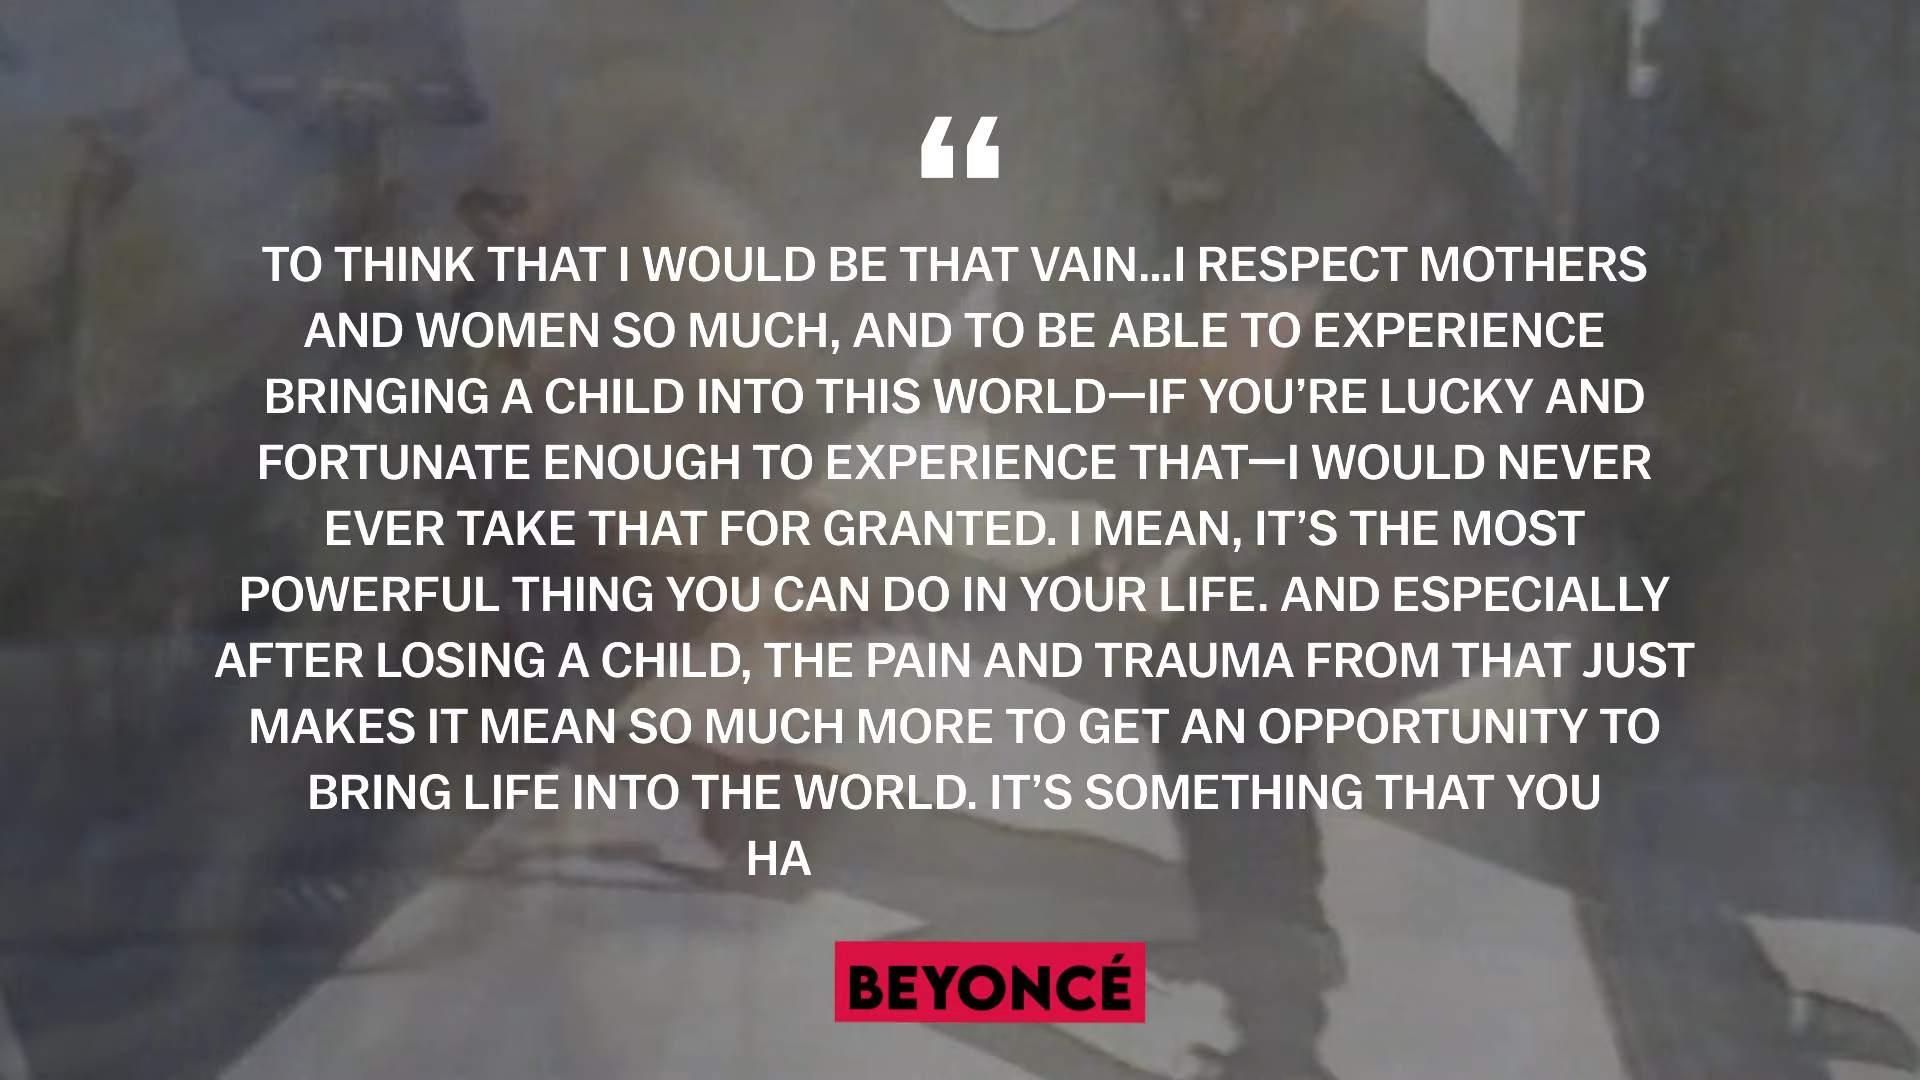 “
TO THINK THAT I WOULD BE THAT VAIN...I RESPECT MOTHERS
AND WOMEN SO MUCH, AND TO BE ABLE TO EXPERIENCE
BRINGING A CHILD INTO THIS WORLD—IF YOU’RE LUCKY AND
FORTUNATE ENOUGH TO EXPERIENCE THAT—I WOULD NEVER
EVER TAKE THAT FOR GRANTED. I MEAN, IT’S THE MOST
POWERFUL THING YOU CAN DO IN YOUR LIFE. AND ESPECIALLY
AFTER LOSING A CHILD, THE PAIN AND TRAUMA FROM THAT JUST
MAKES IT MEAN SO MUCH MORE TO GET AN OPPORTUNITY TO
BRING LIFE INTO THE WORLD. IT’S SOMETHING THAT YOU
HA
BEYONCÉ